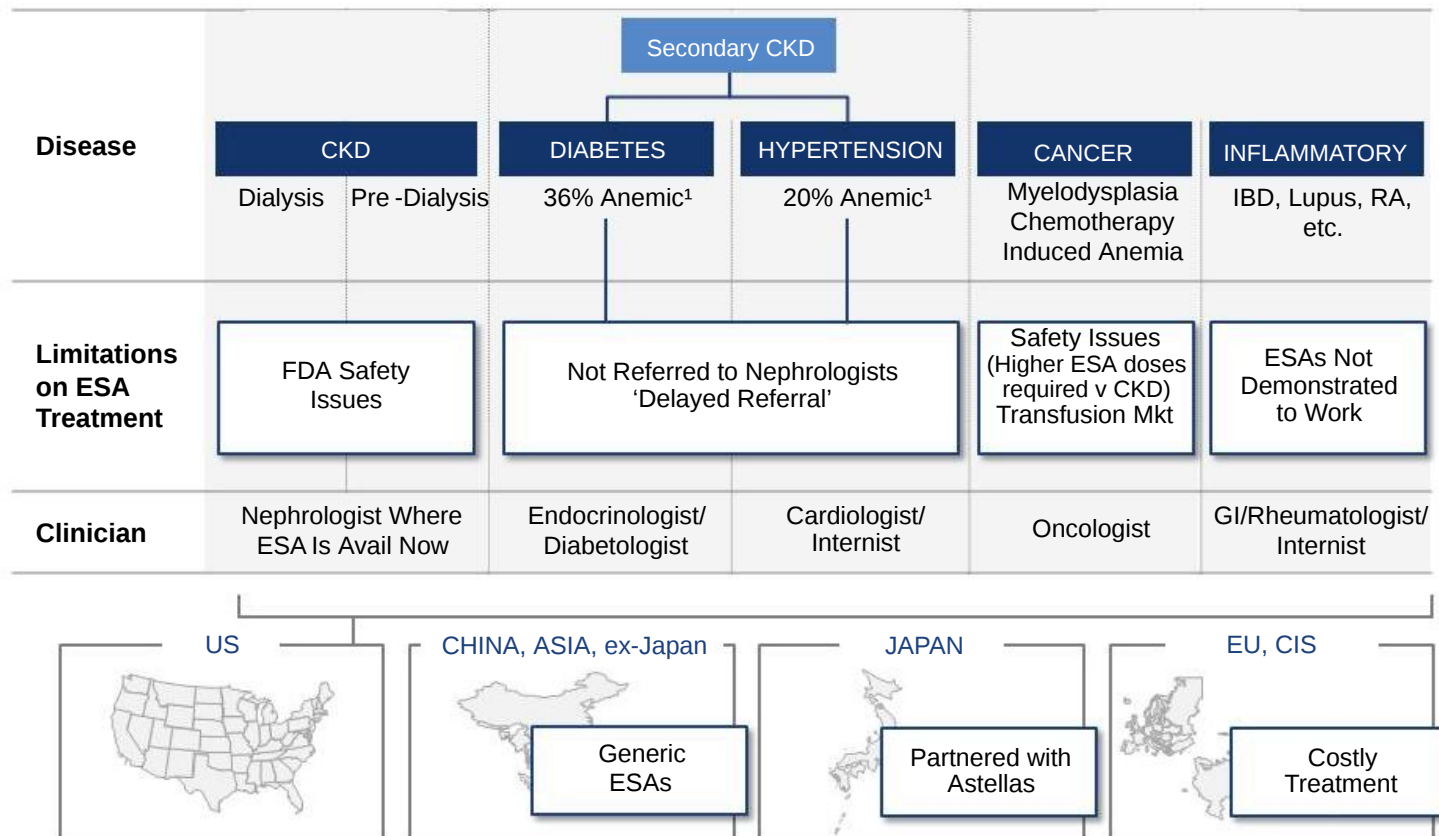 Secondary CKD
Disease
CKD
DIABETES
HYPERTENSION
CANCER
INFLAMMATORY
Dialysis
Pre -Dialysis
36% Anemic¹
20% Anemic¹
Myelodysplasia
Chemotherapy
Induced Anemia
IBD, Lupus, RA,
etc.
Limitations
on ESA
Treatment
FDA Safety
Issues
Not Referred to Nephrologists
‘Delayed Referral’
Safety Issues
(Higher ESA doses
required v CKD)
Transfusion Mkt
ESAs Not
Demonstrated
to Work
Clinician
Nephrologist Where
ESA Is Avail Now
Endocrinologist/
Diabetologist
Cardiologist/
Internist
Oncologist
GI/Rheumatologist/
Internist
US
CHINA, ASIA, ex-Japan
JAPAN
EU, CIS
Generic
ESAs
Partnered with
Astellas
Costly
Treatment